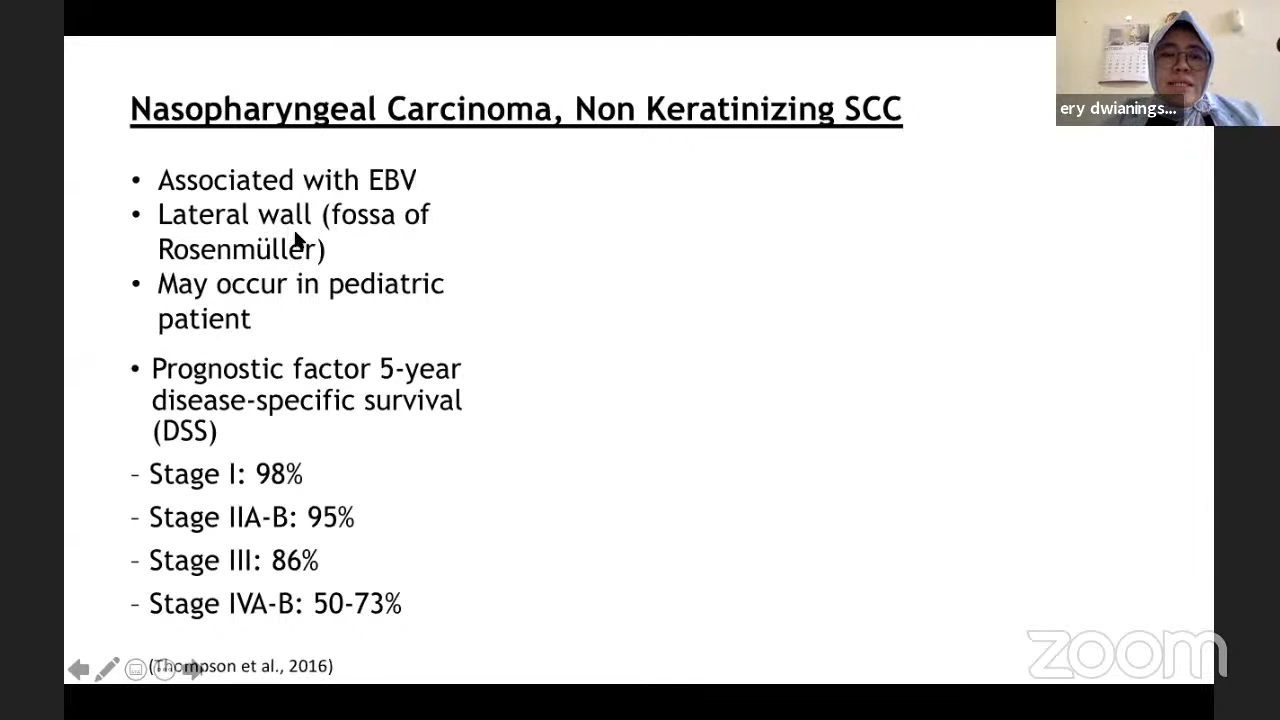 Nasopharyngeal Carcinoma, Non Keratinizing SCC
ery dwianings...
• Associated with EBV
• Lateral wall (fossa of
Rosenmüller)
• May occur in pediatric
patient
• Prognostic factor 5-year
disease-specific survival
(DSS)
- Stage I: 98%
- Stage IIA-B: 95%
- Stage III: 86%
- Stage IVA-B: 50-73%
(Thompson et al., 2016)
zoom